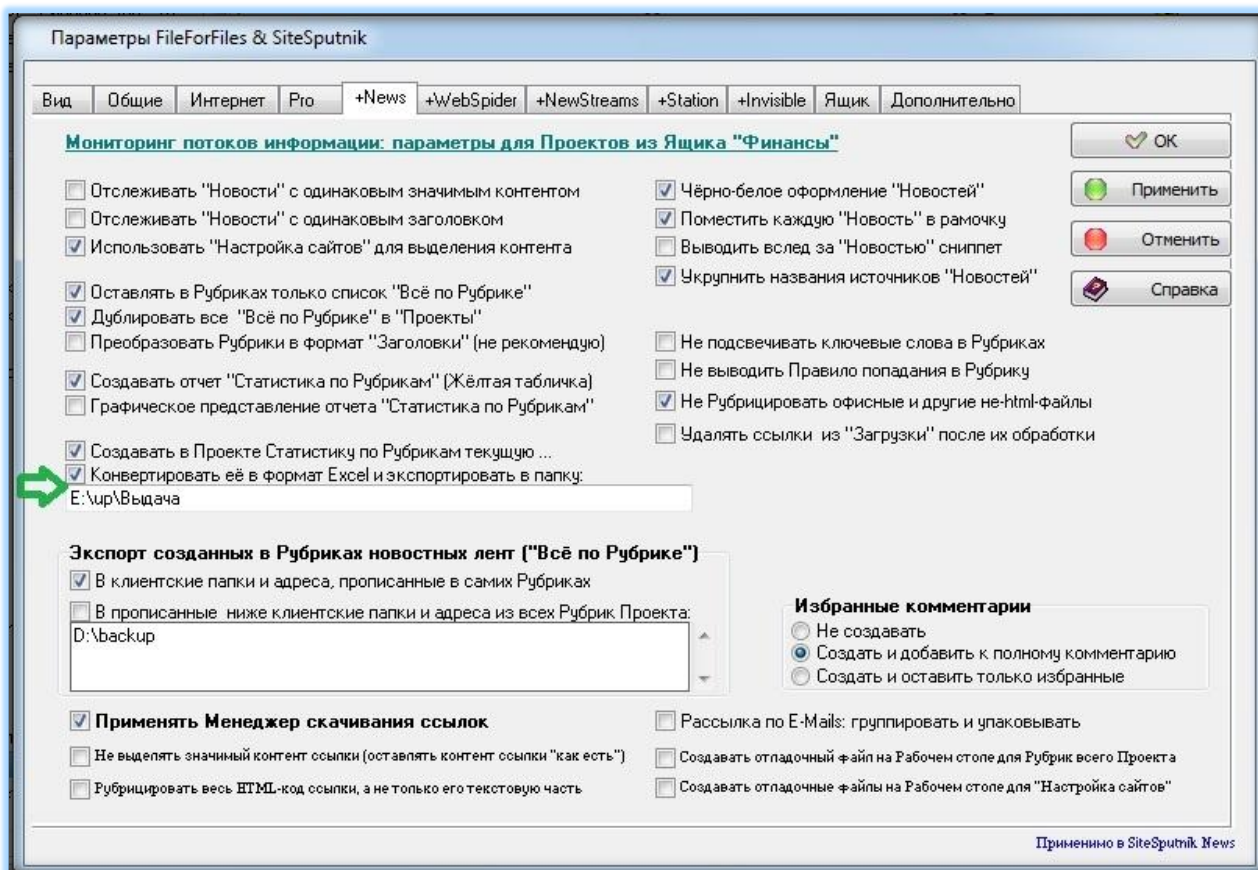 Параметры FileForFiles & SiteSputnik
Вид Общие Интернет Pro +News +WebSpider +NewStreams +Station +Invisible Ящик Дополнительно
Мониторинг потоков информации: параметры для Проектов из Ящика "Финансы"
Отслеживать "Новости" с одинаковым значимым контентом
Отслеживать "Новости" с одинаковым заголовком
Использовать "Настройка сайтов" для выделения контента
Оставлять в Рубриках только список "Всё по Рубрике"
Дублировать все "Всё по Рубрике" в "Проекты"
Преобразовать Рубрики в формат "Заголовки" (не рекомендую)
Создавать отчет "Статистика по Рубрикам" (Жёлтая табличка)
Графическое представление отчета "Статистика по Рубрикам"
Создавать в Проекте Статистику по Рубрикам текущую ...
Конвертировать её в формат Excel и экспортировать в папку:
E:\up\Выдача
Чёрно-белое оформление "Новостей"
Поместить каждую "Новость" в рамочку
Выводить вслед за "Новостью" сниппет
Укрупнить названия источников "Новостей"
Не подсвечивать ключевые слова в Рубриках
Не выводить Правило попадания в Рубрику
Не Рубрицировать офисные и другие не-html-файлы
Удалять ссылки из "Загрузки" после их обработки
OK
Применить
Отменить
Справка
Экспорт созданных в Рубриках новостных лент ("Всё по Рубрике")
В клиентские папки и адреса, прописанные в самих Рубриках
В прописанные ниже клиентские папки и адреса из всех Рубрик Проекта:
D:\backup
Избранные комментарии
Не создавать
Создать и добавить к полному комментарию
Создать и оставить только избранные
Применять Менеджер скачивания ссылок
Не выделять значимый контент ссылки (оставлять контент ссылки "как есть")
Рубрицировать весь HTML-код ссылки, а не только его текстовую часть
Рассылка по E-Mails: группировать и упаковывать
Создавать отладочный файл на Рабочем столе для Рубрик всего Проекта
Создавать отладочные файлы на Рабочем столе для "Настройка сайтов"
Применимо в SiteSputnik News